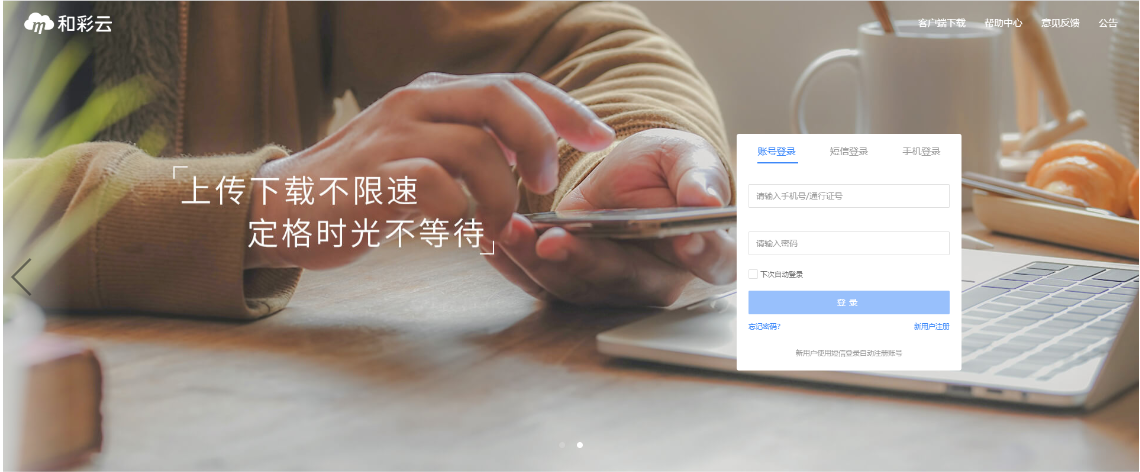 和彩云
客户端下载 帮助中心 意见反馈 公告
上传下载不限速
定格时光不等待
账号登录 短信登录 手机登录
请输入手机号/通行证号
请输入密码
下次自动登录
登 录
忘记密码? 新用户注册
新用户使用短信登录自动注册账号